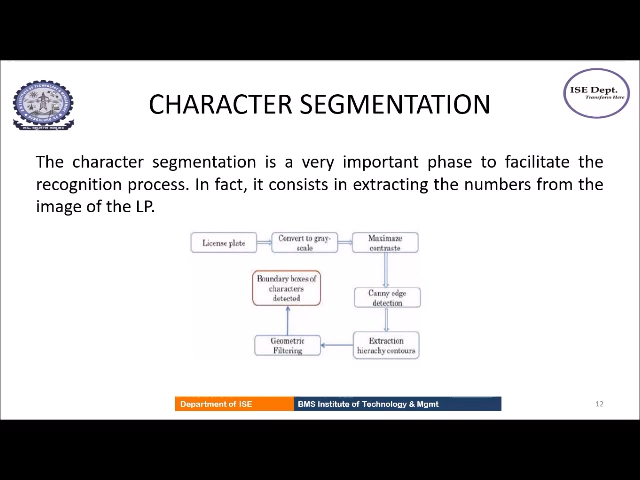 ISE Dept.
Transform Here
CHARACTER SEGMENTATION
The character segmentation is a very important phase to facilitate the
recognition process. In fact, it consists in extracting the numbers from the
image of the LP.
License plate
Convert to gray-
scale
Maximaze
contraste
Canny edge
detection
Extraction
hierachy contours
Geometric
Filtering
Boundary boxes of
characters
detected
Department of ISE
BMS Institute of Technology & Mgmt
12